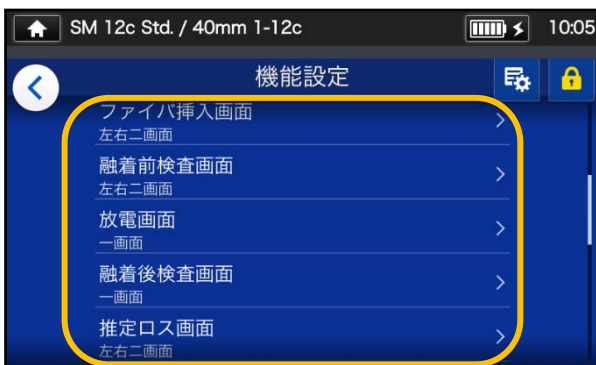 SM 12c Std. / 40mm 1-12c
10:05
機能設定
ファイバ挿入画面
左右二画面
融着前検査画面
左右二画面
放電画面
一画面
融着後検査画面
一画面
推定ロス画面
左右二画面